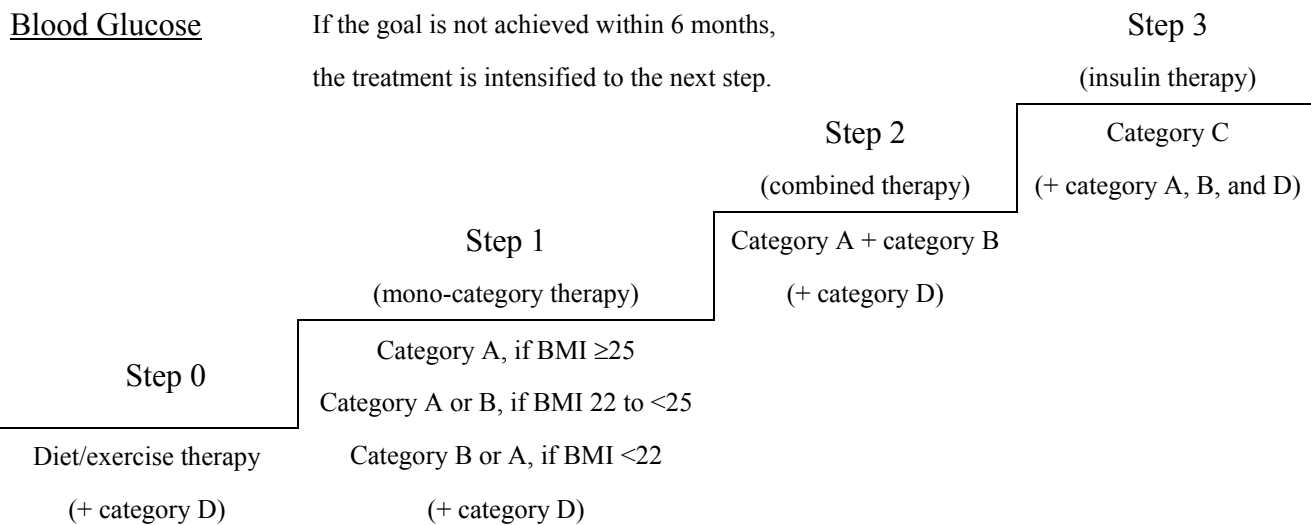 Blood Glucose
If the goal is not achieved within 6 months,
the treatment is intensified to the next step.
Step 0
Diet/exercise therapy
(+ category D)
Step 1
(mono-category therapy)
Category A, if BMI ≥25
Category A or B, if BMI 22 to <25
Category B or A, if BMI <22
(+ category D)
Step 2
(combined therapy)
Category A + category B
(+ category D)
Step 3
(insulin therapy)
Category C
(+ category A, B, and D)